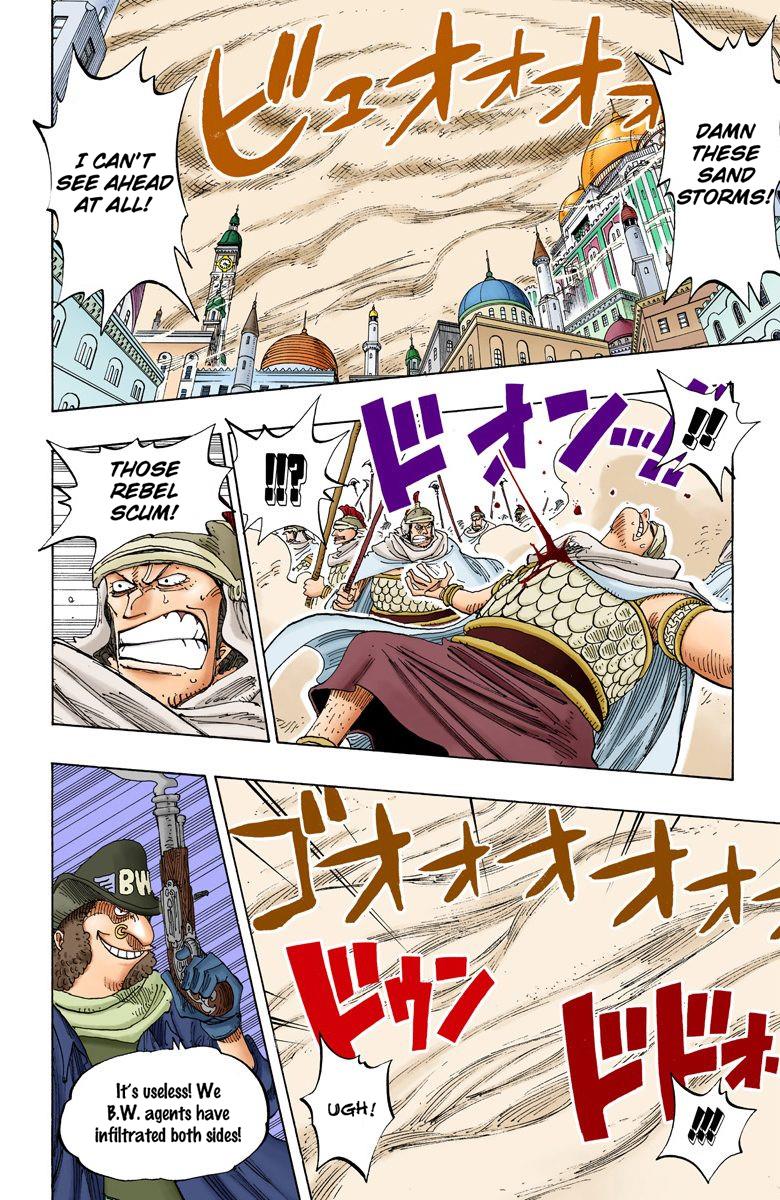 DAMN
THESE
SAND
STORMS!
ビュオオオオ
I CAN'T
SEE AHEAD
AT ALL!
!!
ドオンッ!!
!!!?
THOSE
REBEL
SCUM!
ゴオオオオオ
ドドォ
!!!
ドウン
UGH!
BW
It's useless! We
B.W. agents have
infiltrated both sides!